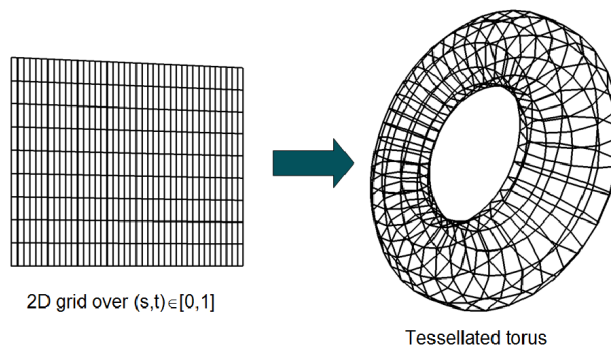 2D grid over (s,t)∈[0,1]
Tessellated torus